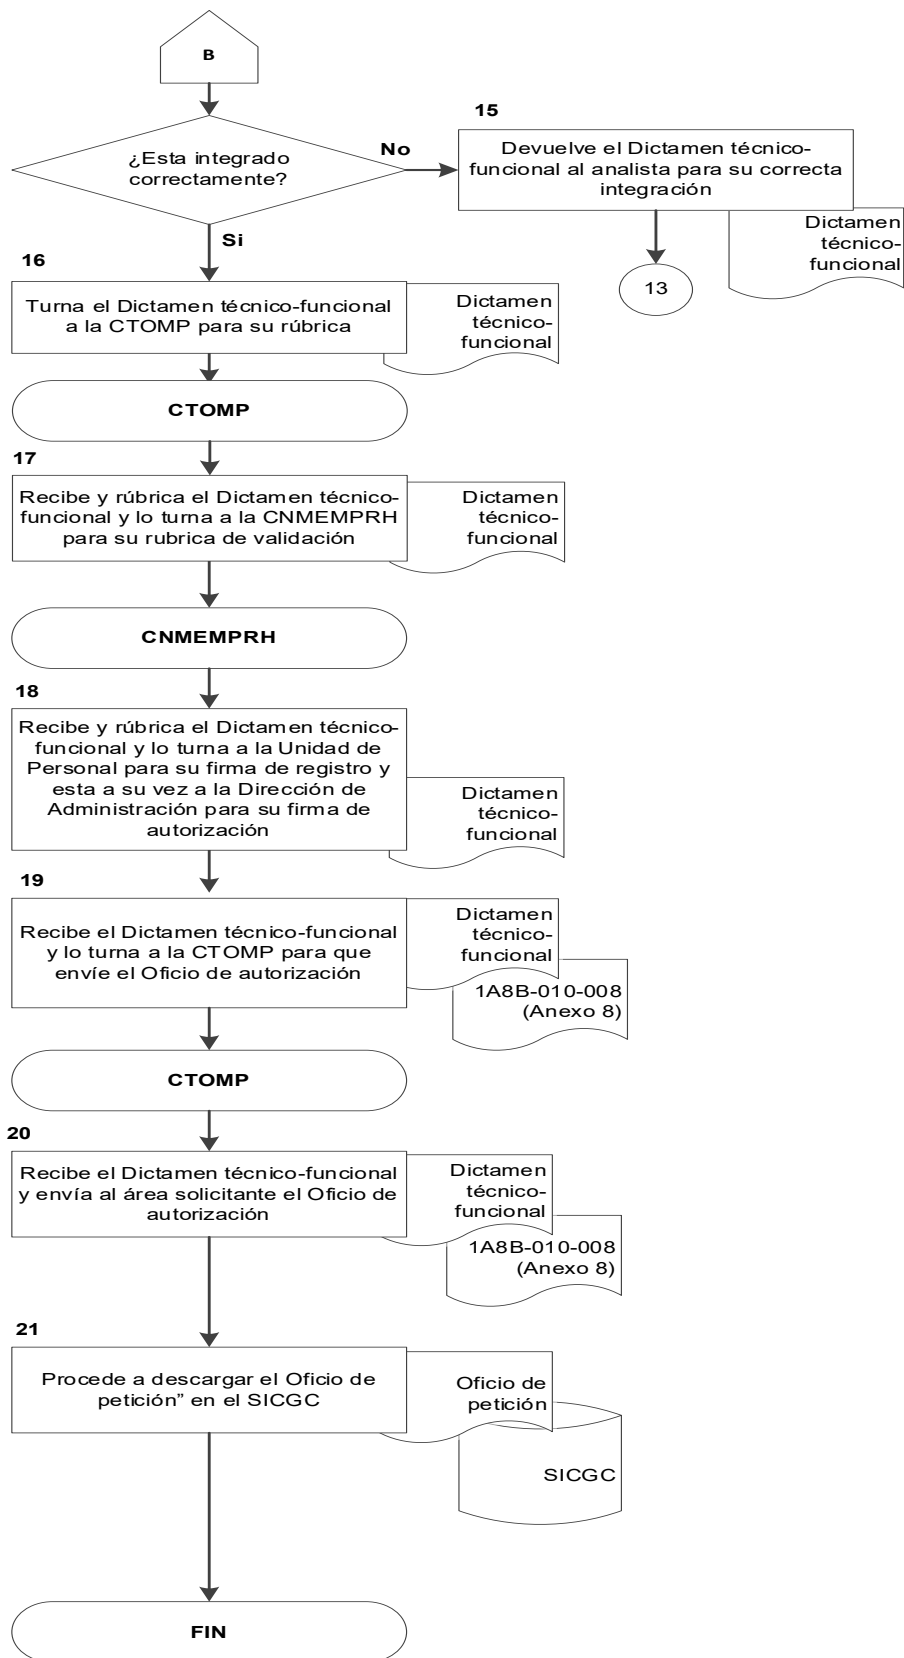 B
¿Esta integrado
correctamente?
No
15
Devuelve el Dictamen técnico-
funcional al analista para su correcta
integración
Dictamen
técnico-
funcional
13
Si
16
Turna el Dictamen técnico-funcional
a la CTOMP para su rúbrica
Dictamen
técnico-
funcional
CTOMP
17
Recibe y rúbrica el Dictamen técnico-
funcional y lo turna a la CNMEMPRH
para su rubrica de validación
Dictamen
técnico-
funcional
CNMEMPRH
18
Recibe y rúbrica el Dictamen técnico-
funcional y lo turna a la Unidad de
Personal para su firma de registro y
esta a su vez a la Dirección de
Administración para su firma de
autorización
Dictamen
técnico-
funcional
19
Recibe el Dictamen técnico-funcional
y lo turna a la CTOMP para que
envíe el Oficio de autorización
Dictamen
técnico-
funcional
1A8B-010-008
(Anexo 8)
CTOMP
20
Recibe el Dictamen técnico-funcional
y envía al área solicitante el Oficio de
autorización
Dictamen
técnico-
funcional
1A8B-010-008
(Anexo 8)
21
Procede a descargar el Oficio de
petición” en el SICGC
Oficio de
petición
SICGC
FIN